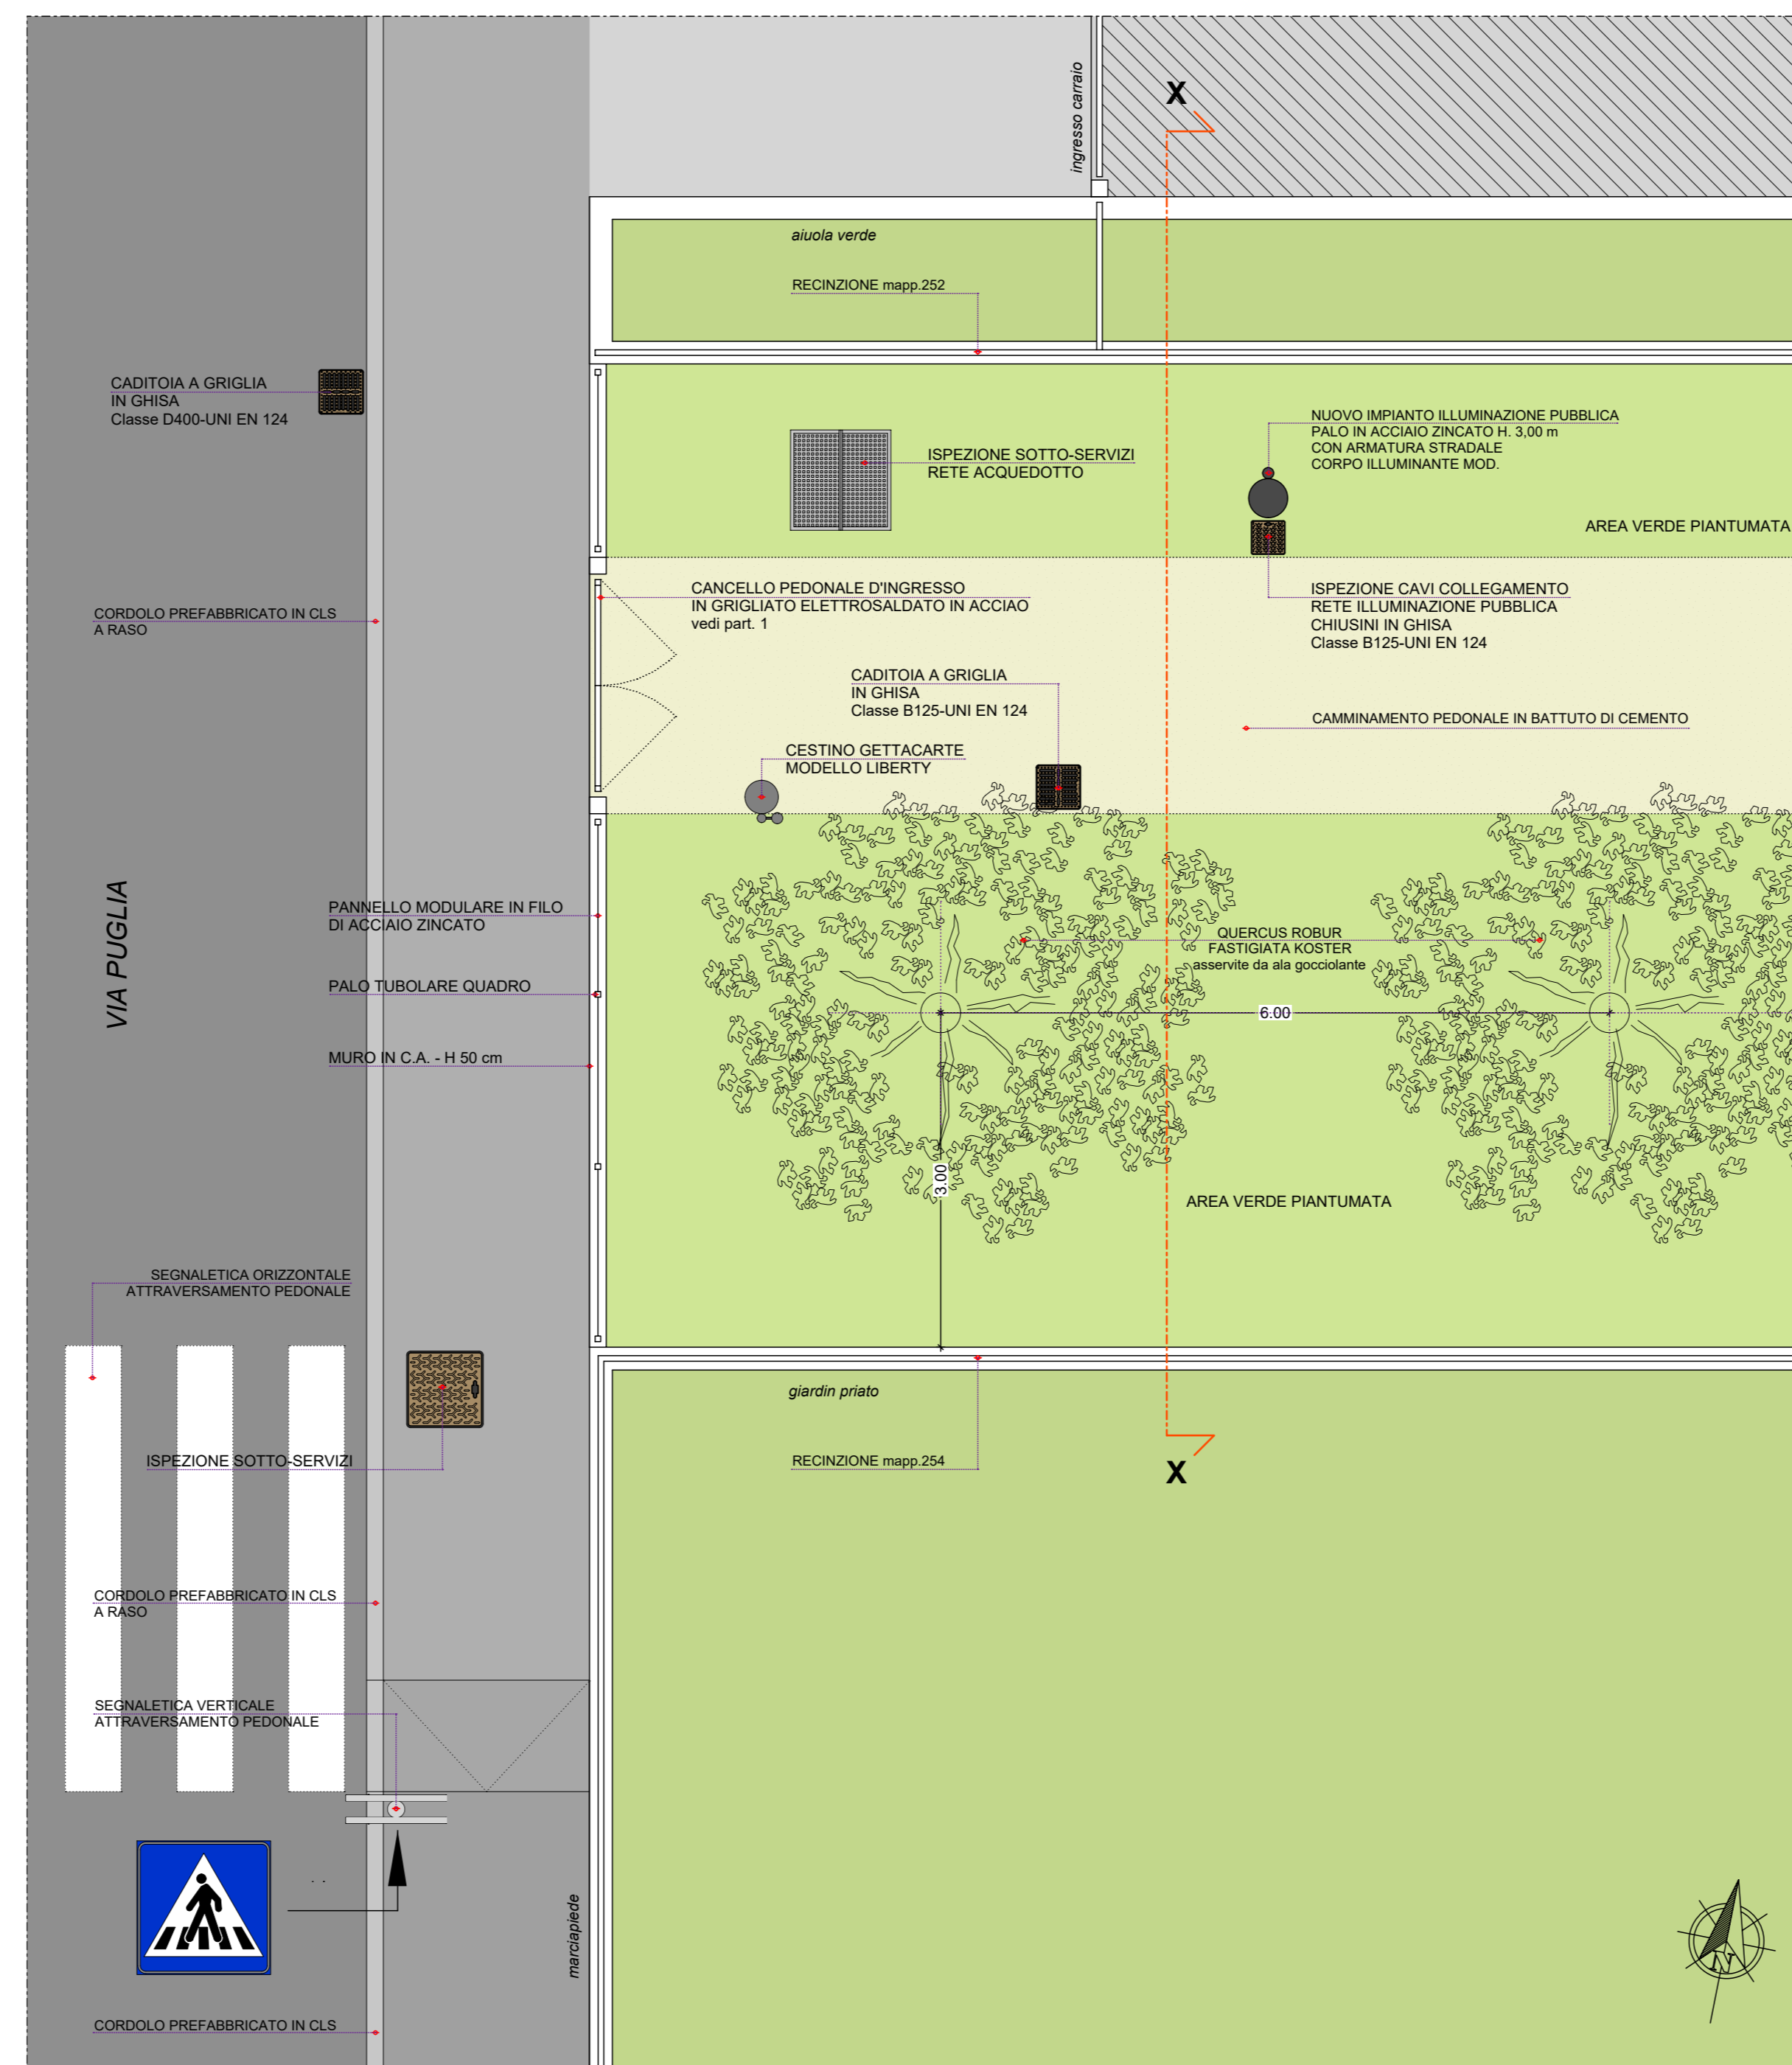 ingresso carraio
X
aiuola verde
RECINZIONE mapp.252
CADITOIA A GRIGLIA
IN GHISA
Classe D400-UNI EN 124
ISPEZIONE SOTTO-SERVIZI
RETE ACQUEDOTTO
NUOVO IMPIANTO ILLUMINAZIONE PUBBLICA
PALO IN ACCIAIO ZINCATO H. 3,00 m
CON ARMATURA STRADALE
CORPO ILLUMINANTE MOD.
AREA VERDE PIANTUMATA
CORDOLO PREFABBRICATO IN CLS
A RASO
CANCELLO PEDONALE D'INGRESSO
IN GRIGLIATO ELETTROSALDATO IN ACCIAO
vedi part. 1
ISPEZIONE CAVI COLLEGAMENTO
RETE ILLUMINAZIONE PUBBLICA
CHIUSINI IN GHISA
Classe B125-UNI EN 124
CADITOIA A GRIGLIA
IN GHISA
Classe B125-UNI EN 124
CAMMINAMENTO PEDONALE IN BATTUTO DI CEMENTO
CESTINO GETTACARTE
MODELLO LIBERTY
VIA PUGLIA
PANNELLO MODULARE IN FILO
DI ACCIAIO ZINCATO
PALO TUBOLARE QUADRO
MURO IN C.A. - H 50 cm
QUERCUS ROBUR
FASTIGIATA KOSTER
asservite da ala gocciolante
6.00
3.00
AREA VERDE PIANTUMATA
SEGNALETICA ORIZZONTALE
ATTRAVERSAMENTO PEDONALE
giardin priato
RECINZIONE mapp.254
X
ISPEZIONE SOTTO-SERVIZI
CORDOLO PREFABBRICATO IN CLS
A RASO
SEGNALETICA VERTICALE
ATTRAVERSAMENTO PEDONALE
marciapiede
N
CORDOLO PREFABBRICATO IN CLS